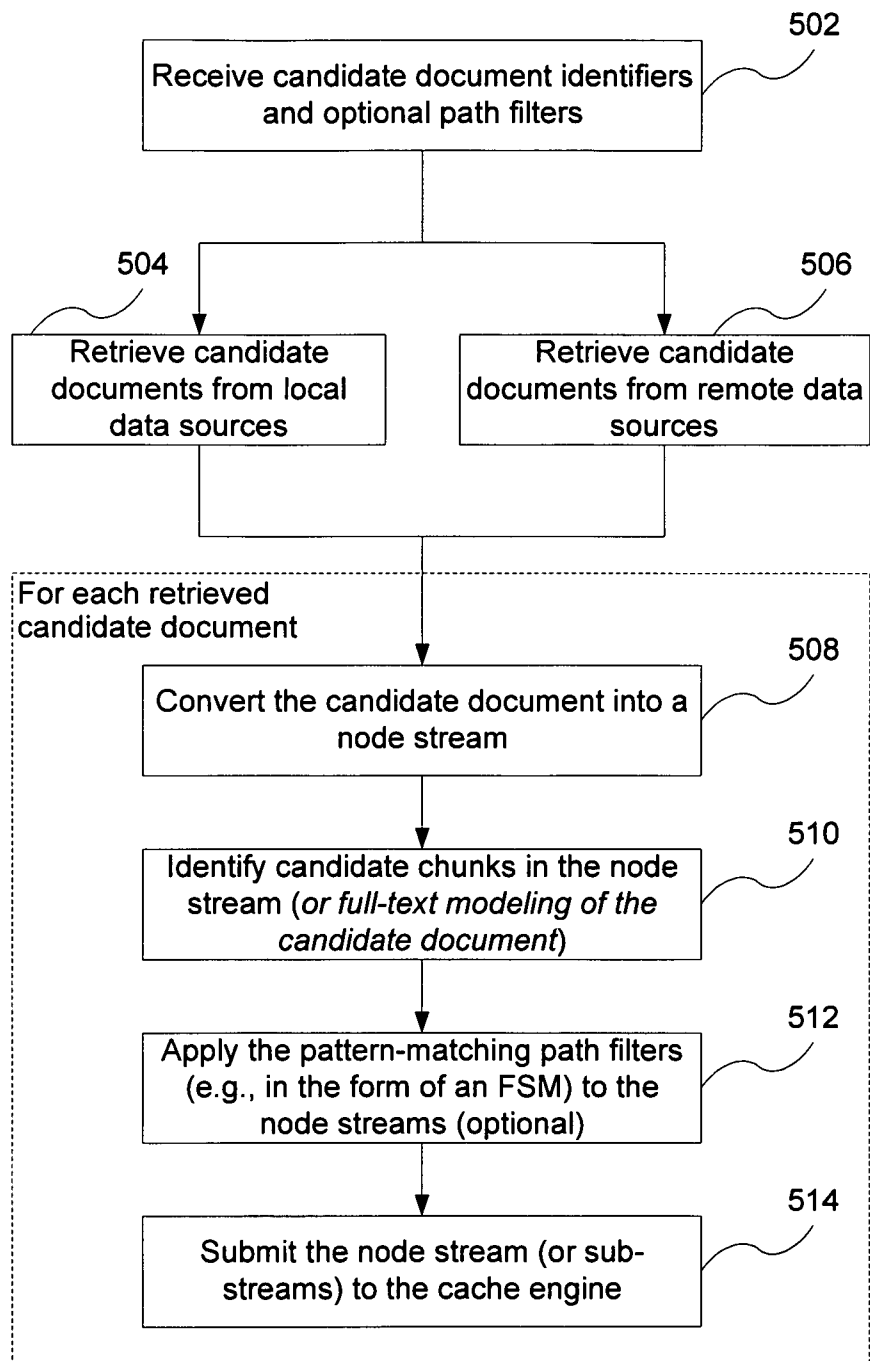 502
Receive candidate document identifiers
and optional path filters
504
506
Retrieve candidate
documents from local
data sources
Retrieve candidate
documents from remote data
sources
For each retrieved
candidate document
508
Convert the candidate document into a
node stream
510
Identify candidate chunks in the node
stream (or full-text modeling of the
candidate document)
512
Apply the pattern-matching path filters
(e.g., in the form of an FSM) to the
node streams (optional)
514
Submit the node stream (or sub-
streams) to the cache engine